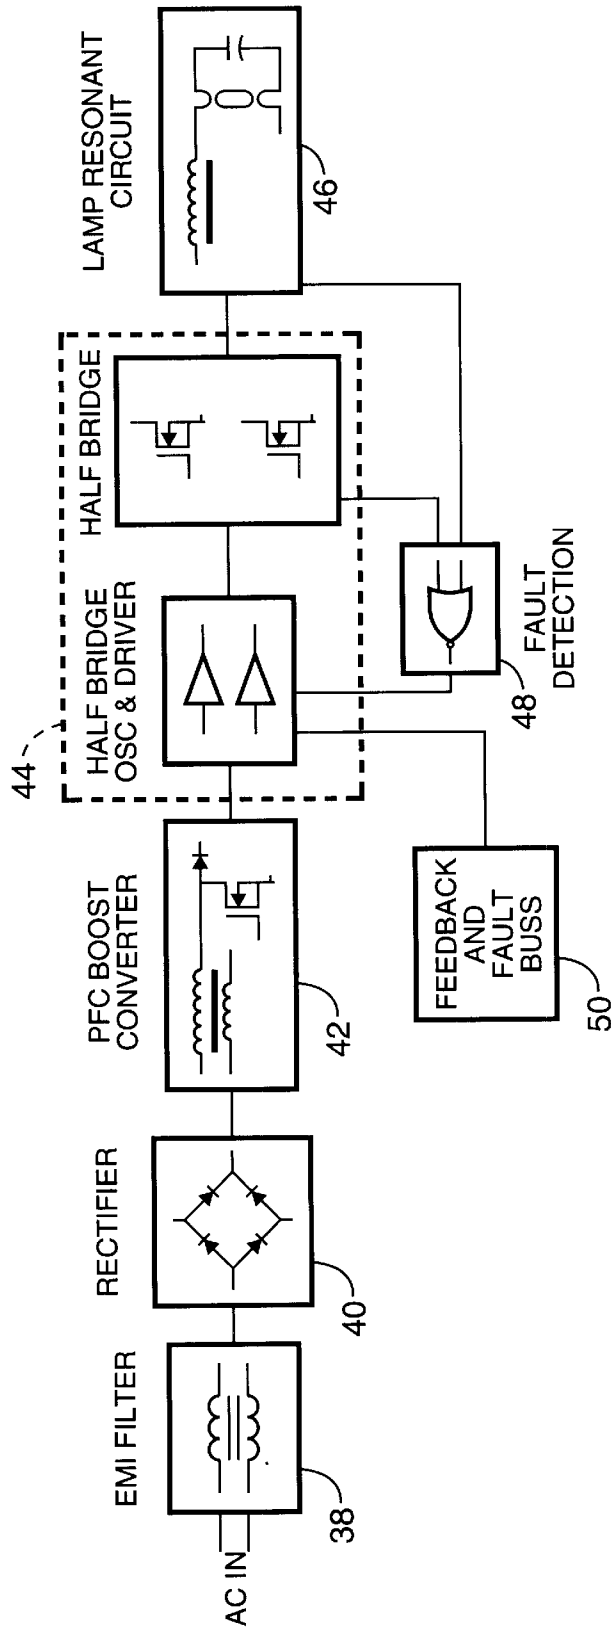 AC IN
EMI FILTER
38
RECTIFIER
40
PFC BOOST
CONVERTER
42
44
HALF BRIDGE
OSC & DRIVER
HALF BRIDGE
LAMP RESONANT
CIRCUIT
46
48
FAULT
DETECTION
FEEDBACK
AND
FAULT
BUSS
50